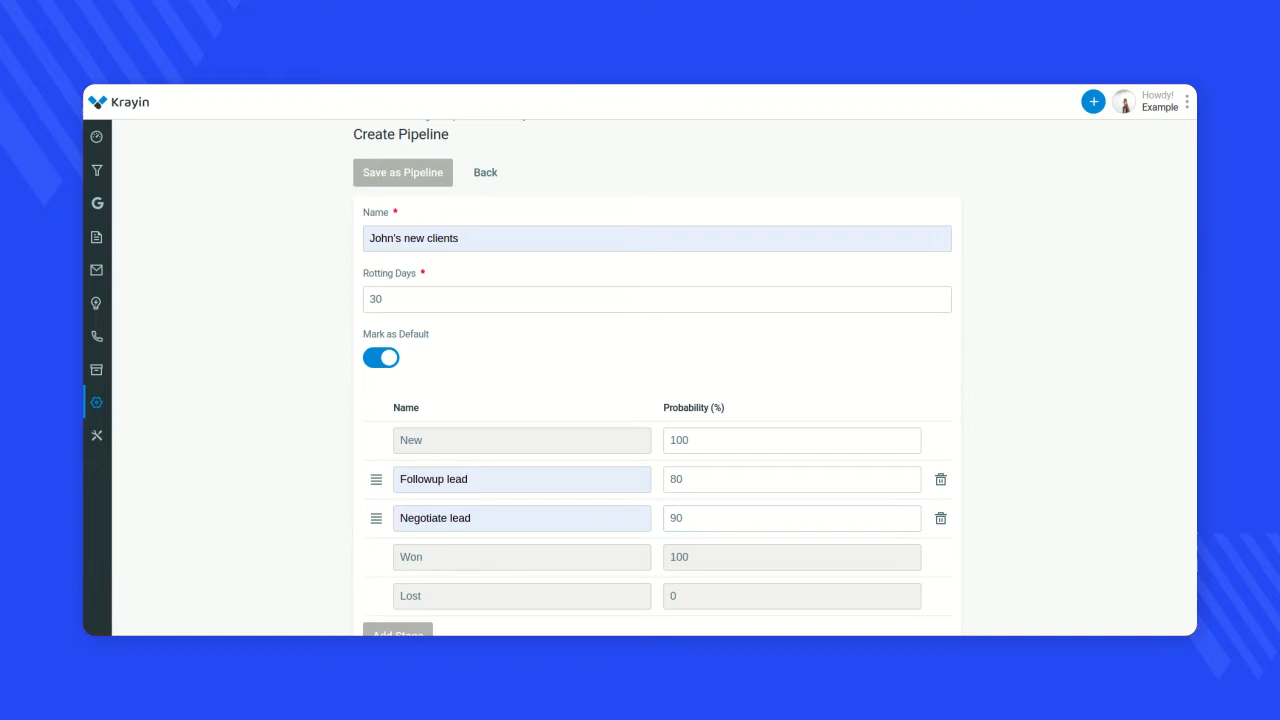 Krayin
Howdy!
Example
Create Pipeline
Save as Pipeline
Back
Name *
John's new clients
Rotting Days *
30
Mark as Default
Name Probability (%)
New 100
Followup lead 80
Negotiate lead 90
Won 100
Lost 0
Add Stage